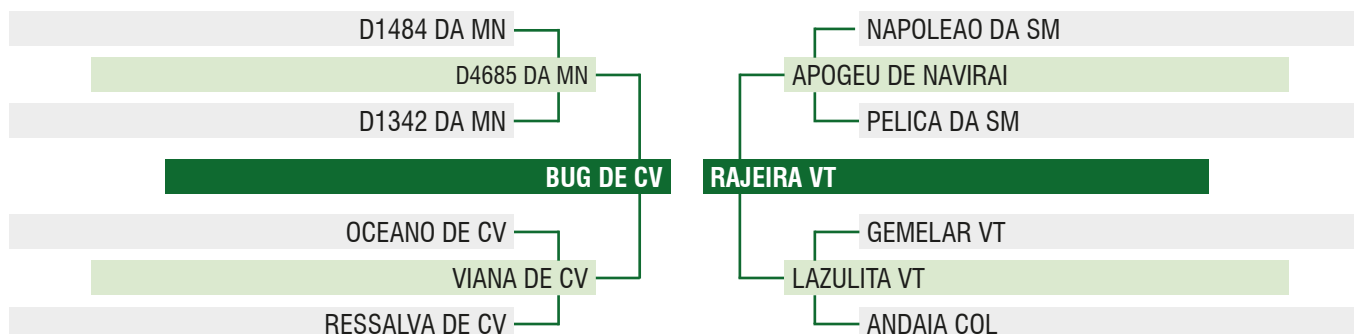 D1484 DA MN
D4685 DA MN
D1342 DA MN
BUG DE CV
OCEANO DE CV
VIANA DE CV
RESSALVA DE CV
NAPOLEAO DA SM
APOGEU DE NAVIRAI
PELICA DA SM
RAJEIRA VT
GEMELAR VT
LAZULITA VT
ANDAIA COL